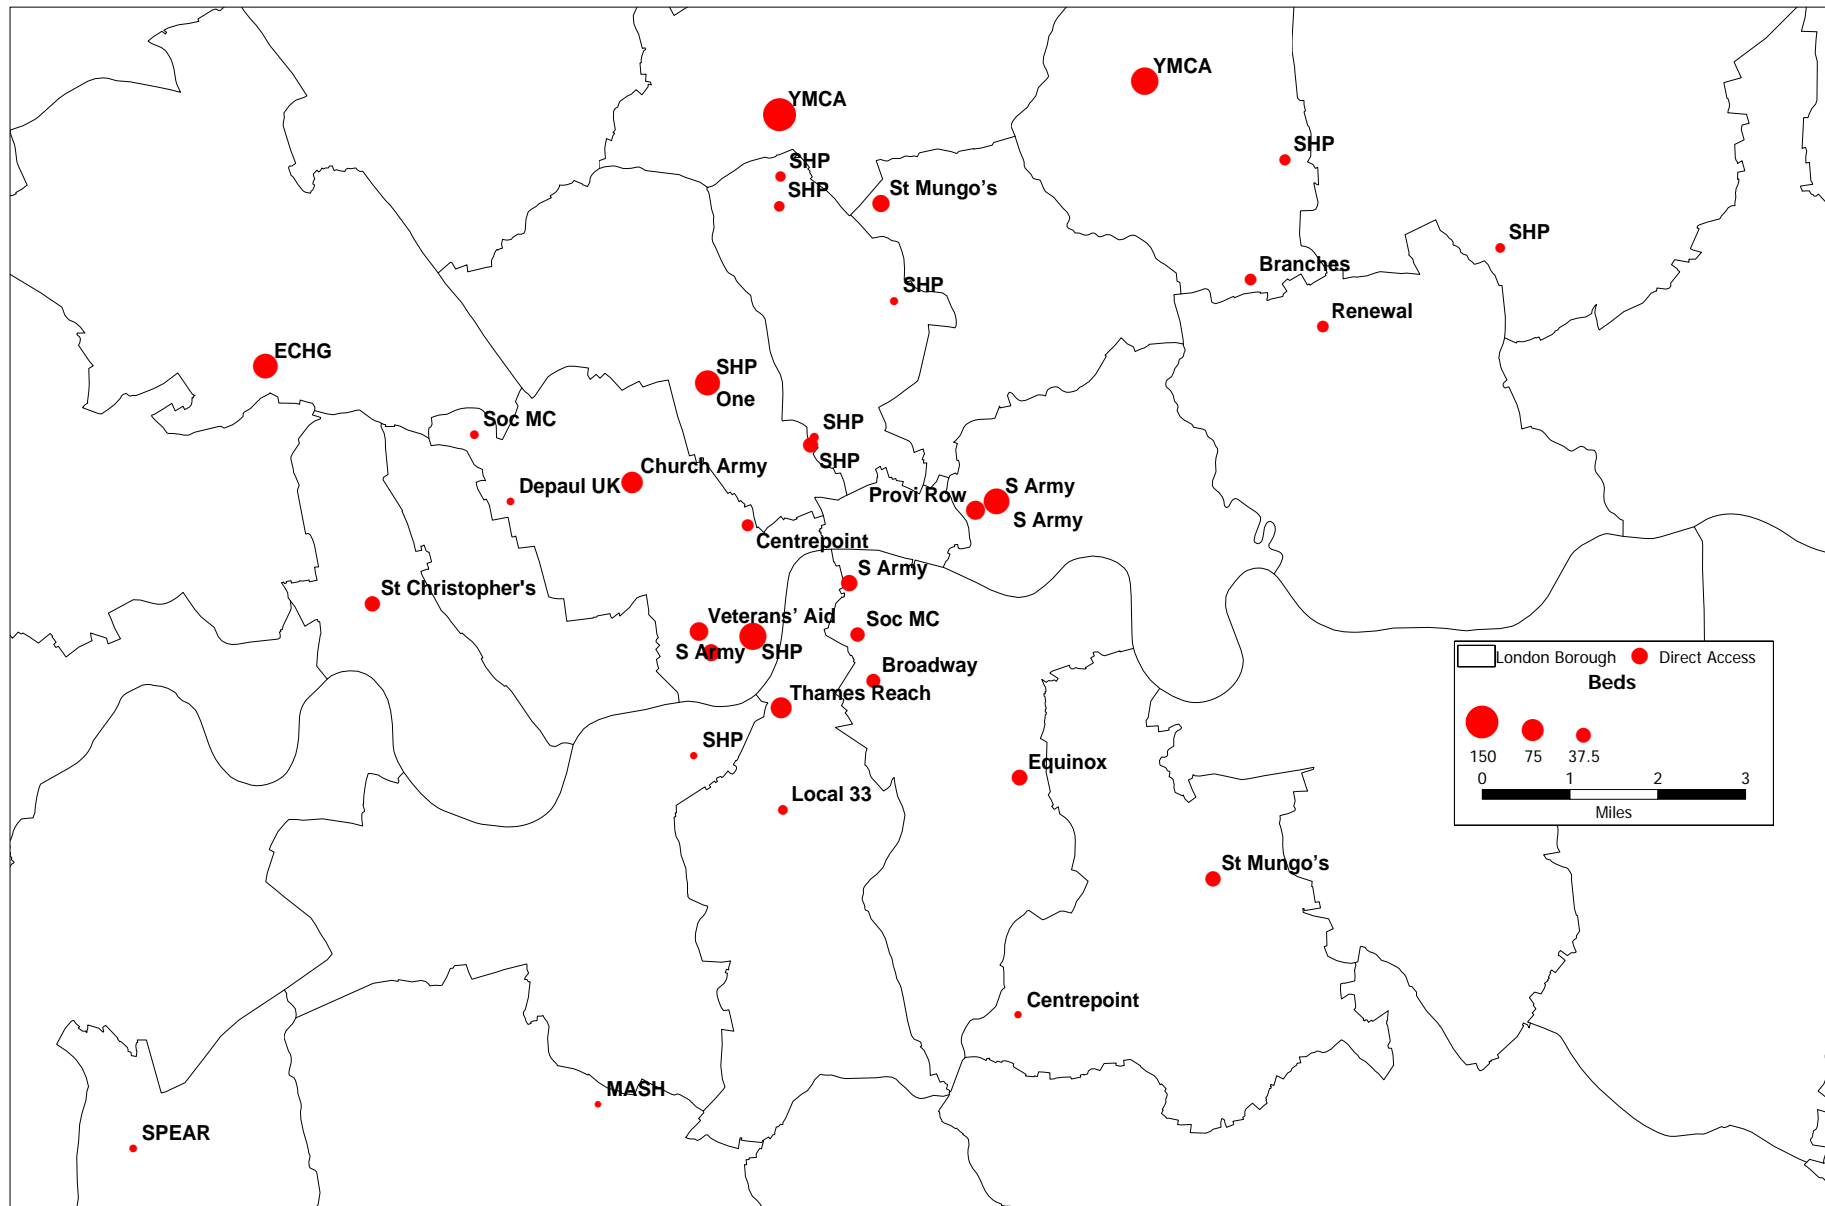 YMCA
YMCA
SHP
SHP
SHP
St Mungo’s
SHP
Branches
SHP
Renewal
ECHG
SHP
One
Soc MC
SHP
SHP
Church Army
Depaul UK
Provi Row
S Army
S Army
Centrepoint
S Army
St Christopher's
Veterans’ Aid
Soc MC
S Army
SHP
Broadway
Thames Reach
SHP
Equinox
Local 33
St Mungo’s
Centrepoint
MASH
SPEAR
London Borough
Direct Access
Beds
150 75 37.5
0 1 2 3
Miles